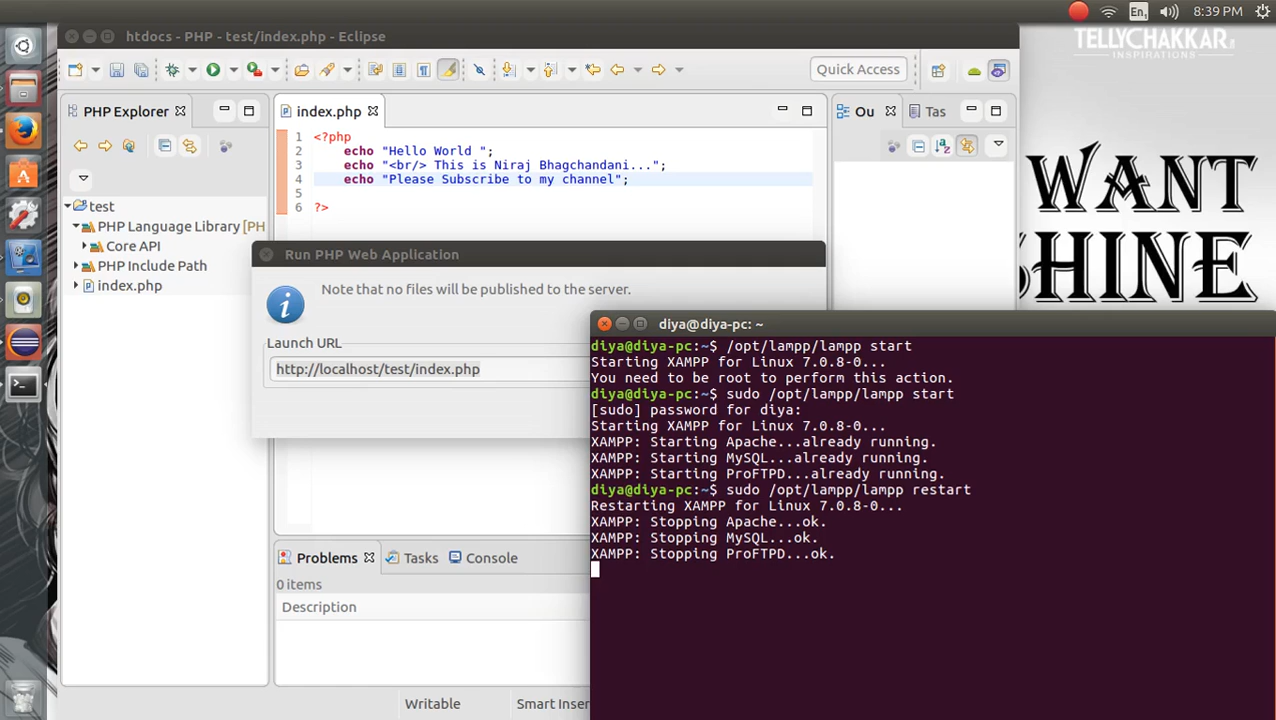 8:39 PM
En1
htdocs - PHP - test/index.php - Eclipse
TELLYCHAKKAR
INSPIRATIONS
Quick Access
PHP Explorer
index.php
Ou
Tas
1 <?php
2 echo "Hello World ";
3 echo "<br/> This is Niraj Bhagchandani...";
4 echo "Please Subscribe to my channel";
5
6 ?>
test
PHP Language Library [PH
Core API
PHP Include Path
index.php
WANT
SHINE
Run PHP Web Application
Note that no files will be published to the server.
Launch URL
http://localhost/test/index.php
diya@diya-pc: ~
diya@diya-pc:~$ /opt/lampp/lampp start
Starting XAMPP for Linux 7.0.8-0...
You need to be root to perform this action.
diya@diya-pc:~$ sudo /opt/lampp/lampp start
[sudo] password for diya:
Starting XAMPP for Linux 7.0.8-0...
XAMPP: Starting Apache...already running.
XAMPP: Starting MySQL...already running.
XAMPP: Starting ProFTPD...already running.
diya@diya-pc:~$ sudo /opt/lampp/lampp restart
Restarting XAMPP for Linux 7.0.8-0...
XAMPP: Stopping Apache...ok.
XAMPP: Stopping MySQL...ok.
XAMPP: Stopping ProFTPD...ok.
Problems
Tasks
Console
0 items
Description
Writable
Smart Inser